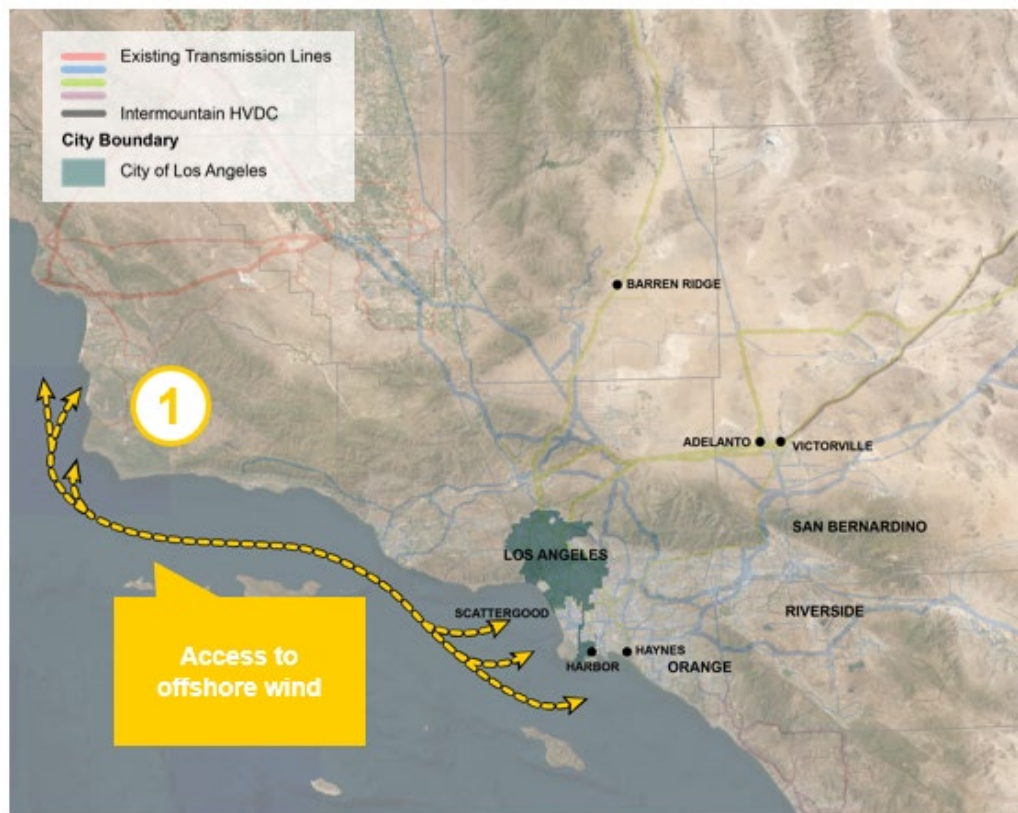 Existing Transmission Lines
Intermountain HVDC
City Boundary
City of Los Angeles
BARREN RIDGE
1
ADELANTO
VICTORVILLE
SAN BERNARDINO
LOS ANGELES
SCATTERGOOD
RIVERSIDE
HARBOR
HAYNES
ORANGE
Access to
offshore wind